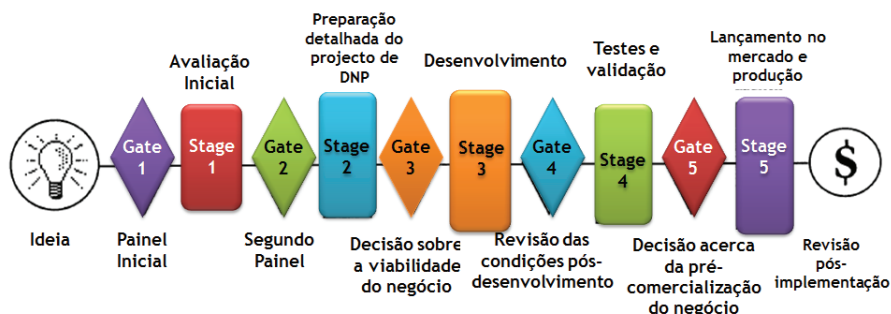 Avaliação
Inicial
Preparação
detalhada do
projecto de
DNP
Desenvolvimento
Testes e
validação
Lançamento no
mercado e
produção
Gate
1
Stage
1
Gate
2
Stage
2
Gate
3
Stage
3
Gate
4
Stage
4
Gate
5
Stage
5
$
Ideia
Painel
Inicial
Segundo
Painel
Decisão sobre
a viabilidade
do negócio
Revisão das
condições pós-
desenvolvimento
Decisão acerca
da pré-
comercialização
do negócio
Revisão
pós-
implementação